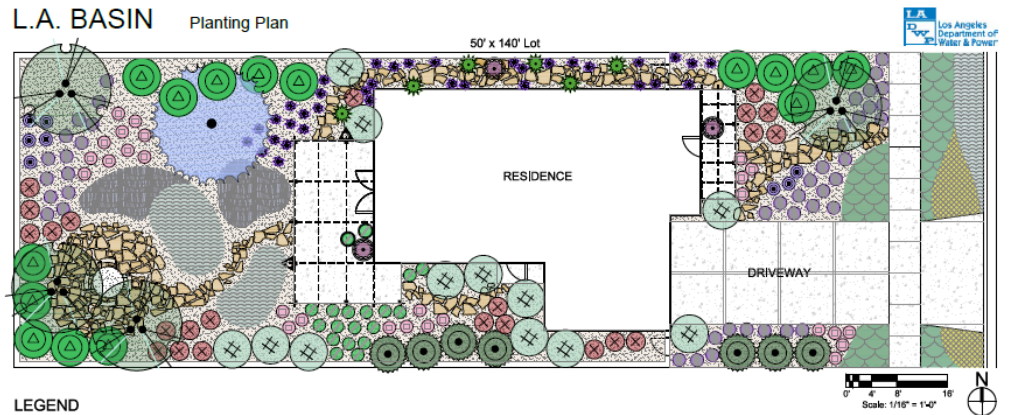 L.A. BASIN Planting Plan
LA
DWP
Los Angeles
Department of
Water & Power
50' x 140' Lot
RESIDENCE
DRIVEWAY
N
0' 4' 8' 16'
Scale: 1/16" = 1'-0"
LEGEND